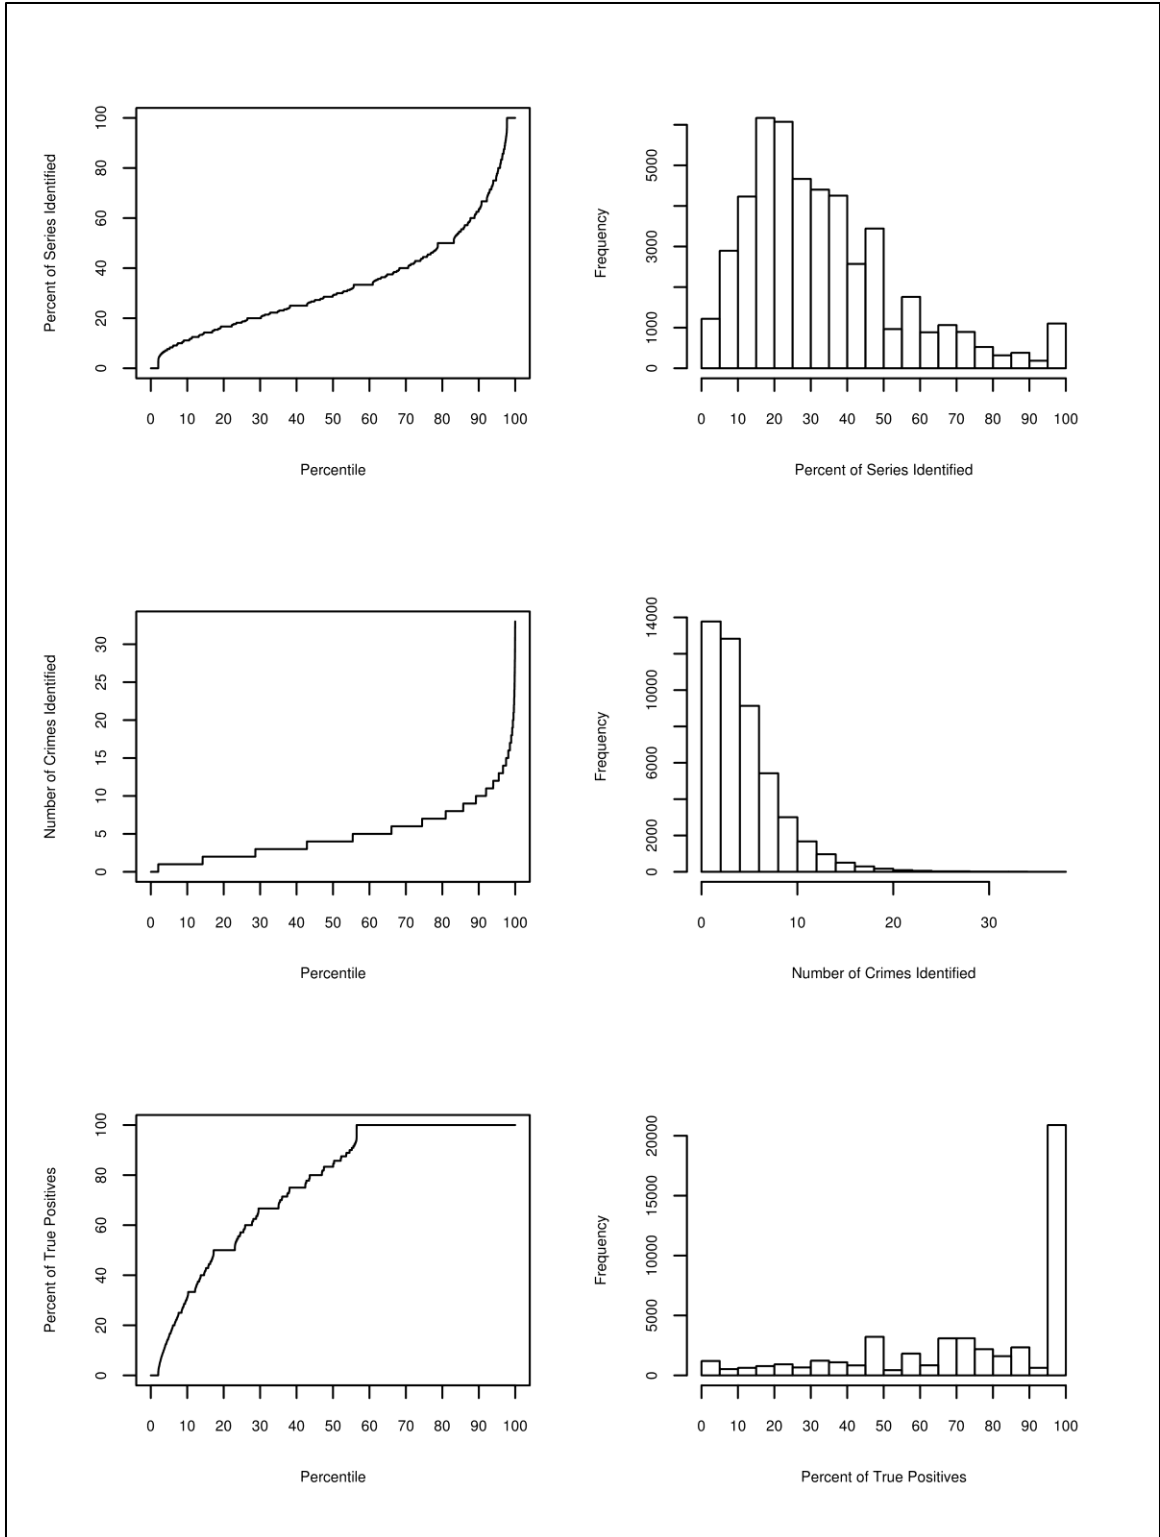 Percent of Series Identified
0 20 40 60 80 100
0 10 20 30 40 50 60 70 80 90 100
Percentile
Frequency
0 1000 3000 5000
0 10 20 30 40 50 60 70 80 90 100
Percent of Series Identified
Number of Crimes Identified
0 5 10 15 20 25 30
0 10 20 30 40 50 60 70 80 90 100
Percentile
Frequency
0 2000 6000 10000 14000
0 10 20 30
Number of Crimes Identified
Percent of True Positives
0 20 40 60 80 100
0 10 20 30 40 50 60 70 80 90 100
Percentile
Frequency
0 5000 10000 15000 20000
0 10 20 30 40 50 60 70 80 90 100
Percent of True Positives